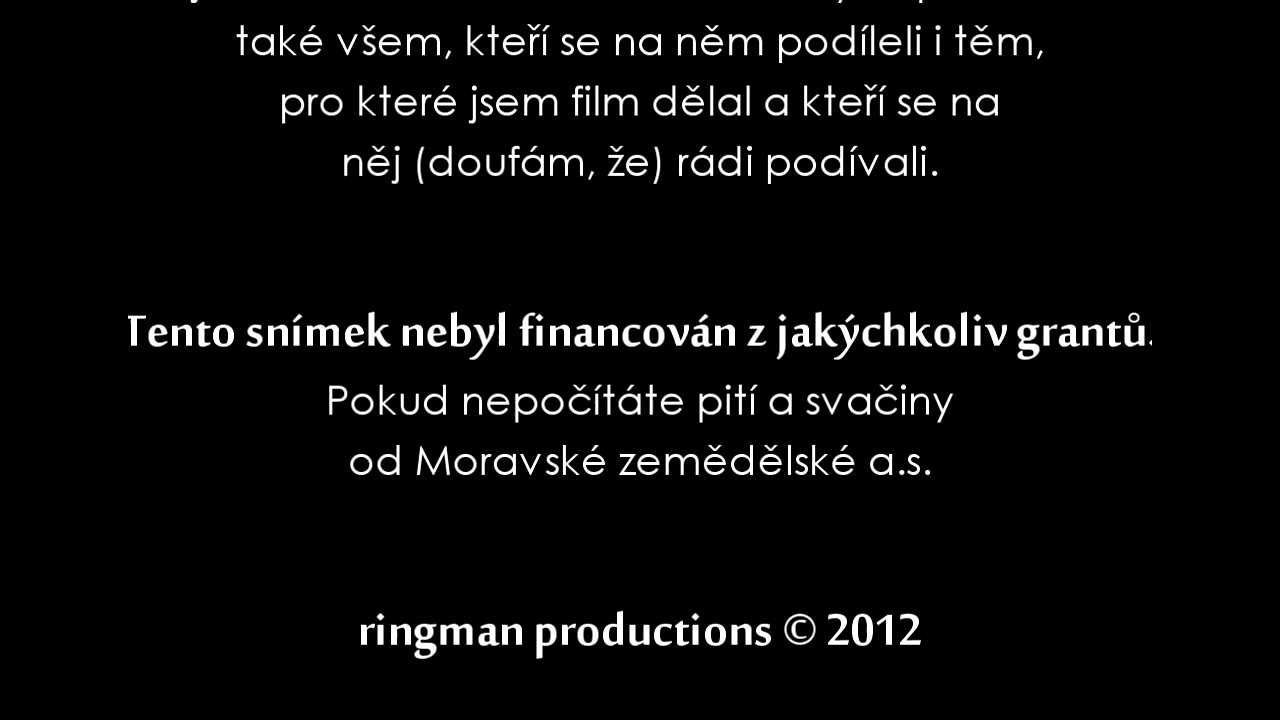 také všem, kteří se na něm podíleli i těm,
pro které jsem film dělal a kteří se na
něj (doufám, že) rádi podívali.
Tento snímek nebyl financován z jakýchkoliv grantů.
Pokud nepočítáte pití a svačiny
od Moravské zemědělské a.s.
ringman productions © 2012